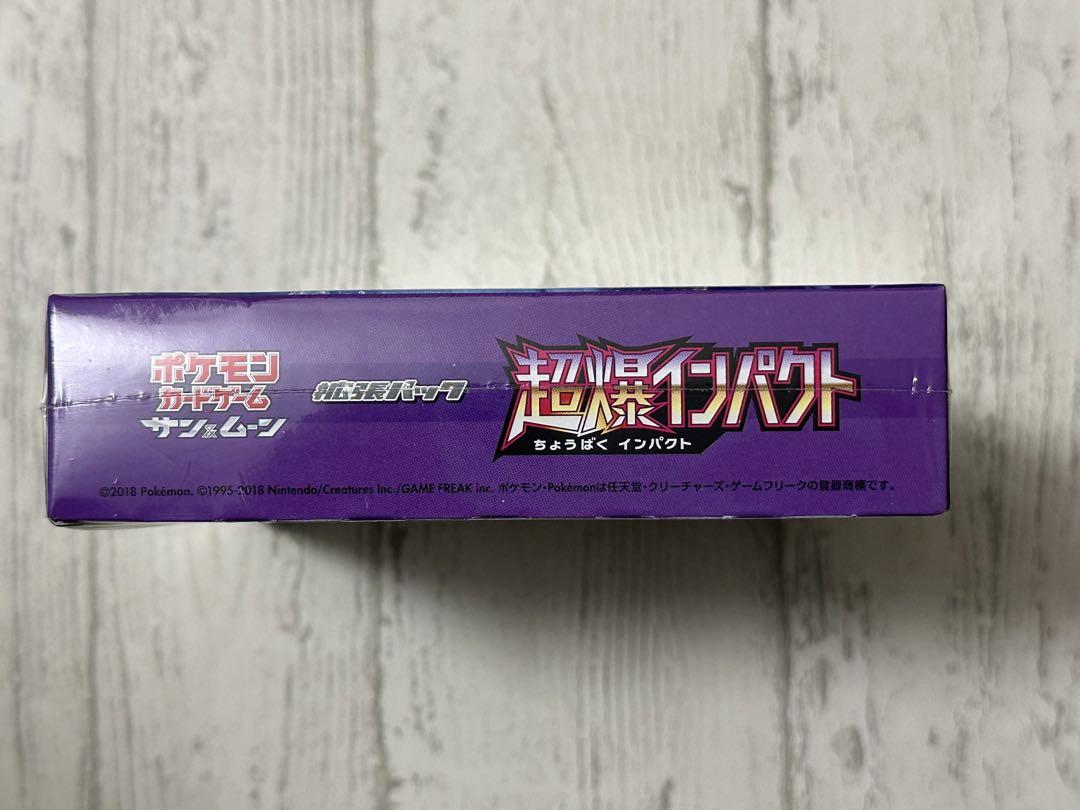 ポケモン
カードゲーム
サン&ムーン
拡張パック
超爆インパクト
ちょうばく インパクト
©2018 Pokémon. ©1995-2018 Nintendo/Creatures Inc./GAME FREAK inc. ポケモン・Pokémonは任天堂・クリーチャーズ・ゲームフリークの登録商標です。